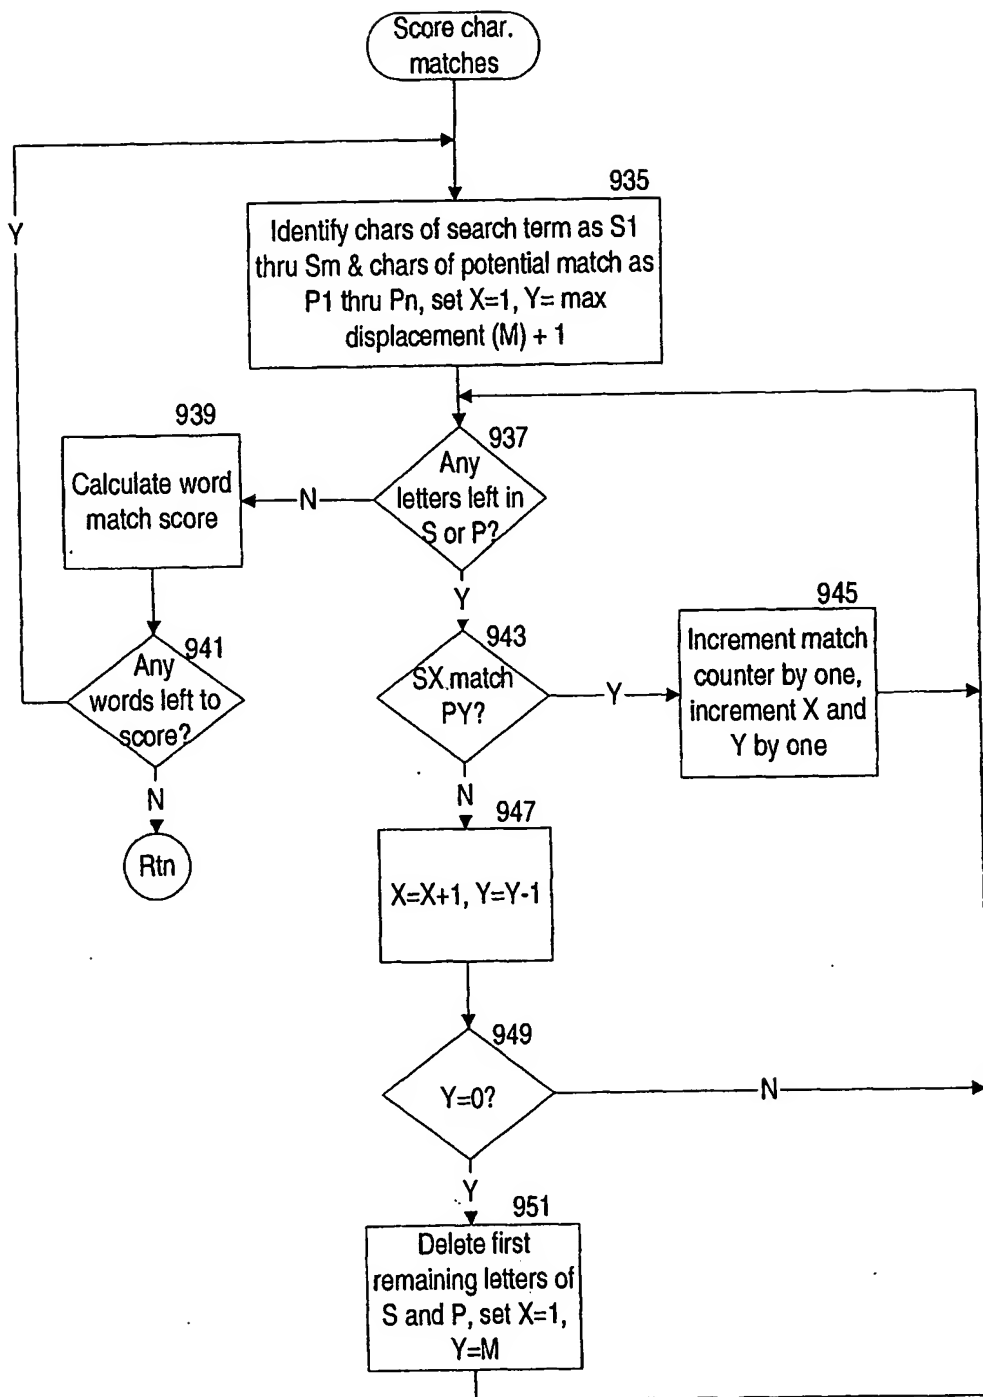 Score char.
matches
935
Identify chars of search term as S1
thru Sm & chars of potential match as
P1 thru Pn, set X=1, Y= max
displacement (M) + 1
Y
939
Calculate word
match score
N
937
Any
letters left in
S or P?
Y
941
Any
words left to
score?
N
Rtn
943
SX match
PY?
Y
945
Increment match
counter by one,
increment X and
Y by one
N
947
X=X+1, Y=Y-1
949
Y=0?
N
Y
951
Delete first
remaining letters of
S and P, set X=1,
Y=M